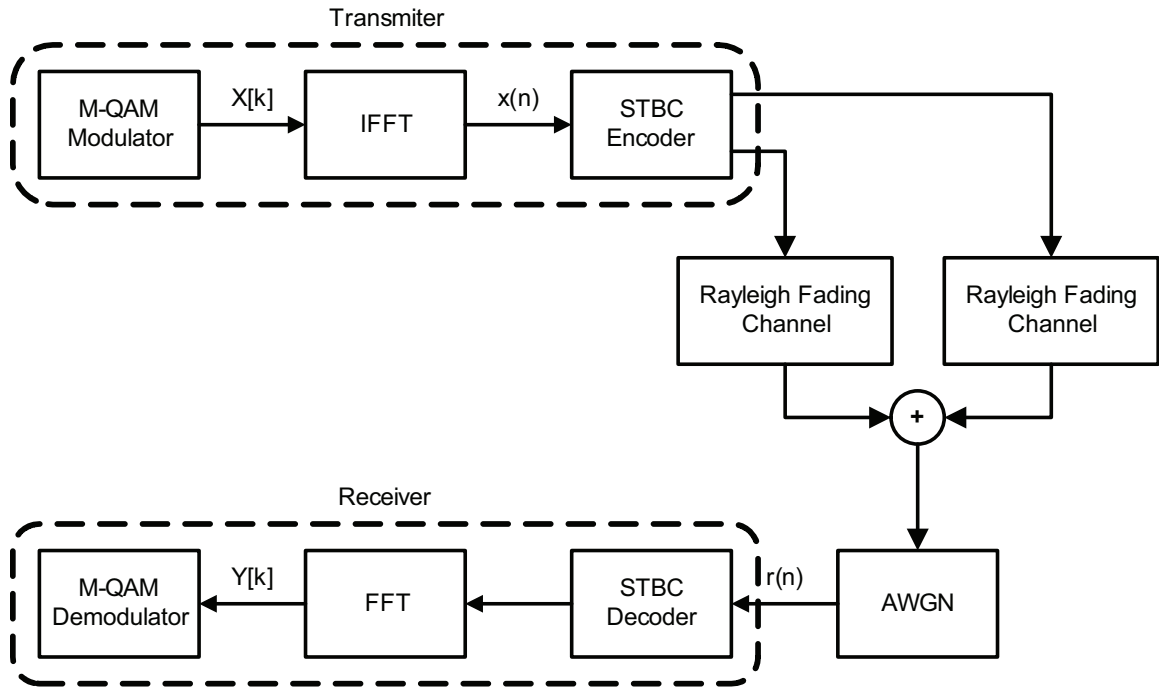 Transmiter
M-QAM
Modulator
X[k]
IFFT
x(n)
STBC
Encoder
Rayleigh Fading
Channel
Rayleigh Fading
Channel
+
Receiver
M-QAM
Demodulator
Y[k]
FFT
STBC
Decoder
r(n)
AWGN